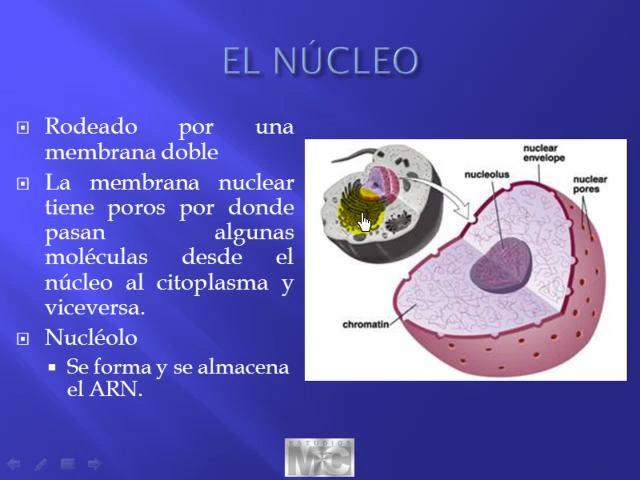 EL NÚCLEO
Rodeado por una
membrana doble
La membrana nuclear
tiene poros por donde
pasan algunas
moléculas desde el
núcleo al citoplasma y
viceversa.
Nucléolo
Se forma y se almacena
el ARN.
nuclear
envelope
nucleolus
nuclear
pores
chromatin
ESTUDIOS
MC